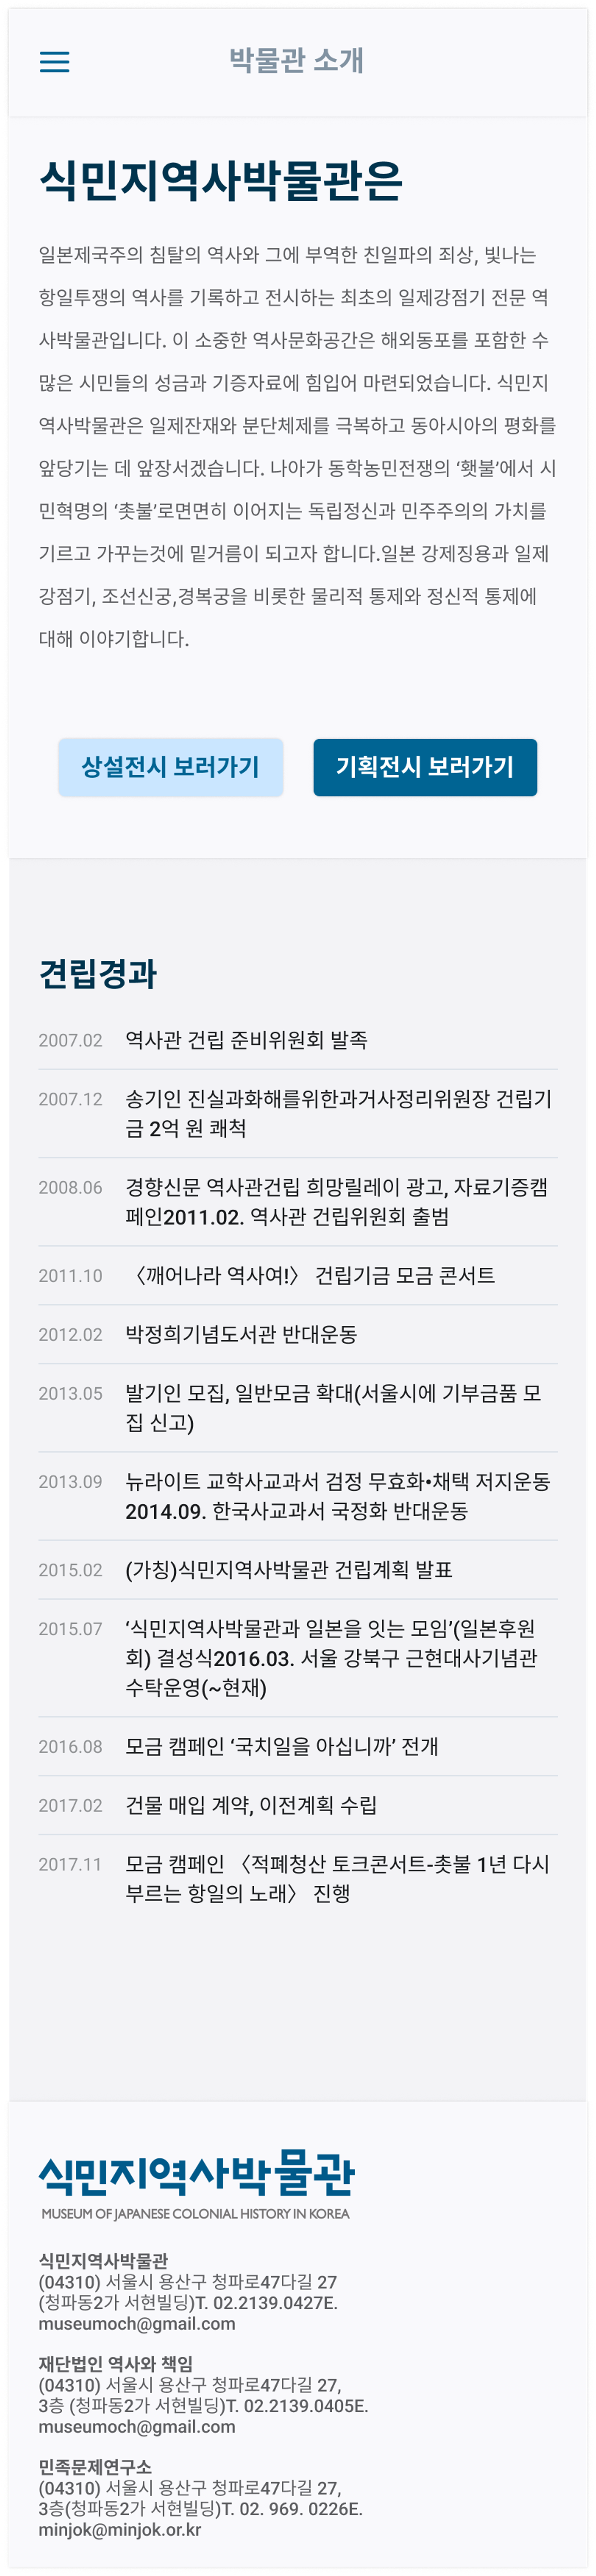 박물관 소개
식민지역사박물관은
일본제국주의 침탈의 역사와 그에 부역한 친일파의 죄상, 빛나는
항일투쟁의 역사를 기록하고 전시하는 최초의 일제강점기 전문 역
사박물관입니다. 이 소중한 역사문화공간은 해외동포를 포함한 수
많은 시민들의 성금과 기증자료에 힘입어 마련되었습니다. 식민지
역사박물관은 일제잔재와 분단체제를 극복하고 동아시아의 평화를
앞당기는 데 앞장서겠습니다. 나아가 동학농민전쟁의 ‘횃불’에서 시
민혁명의 ‘촛불’로면면히 이어지는 독립정신과 민주주의의 가치를
기르고 가꾸는것에 밑거름이 되고자 합니다.일본 강제징용과 일제
강점기, 조선신궁,경복궁을 비롯한 물리적 통제와 정신적 통제에
대해 이야기합니다.
상설전시 보러가기 기획전시 보러가기
견립경과
2007.02 역사관 건립 준비위원회 발족
2007.12 송기인 진실과화해를위한과거사정리위원장 건립기
금 2억 원 쾌척
2008.06 경향신문 역사관건립 희망릴레이 광고, 자료기증캠
페인2011.02. 역사관 건립위원회 출범
2011.10 〈깨어나라 역사여!〉 건립기금 모금 콘서트
2012.02 박정희기념도서관 반대운동
2013.05 발기인 모집, 일반모금 확대(서울시에 기부금품 모
집 신고)
2013.09 뉴라이트 교학사교과서 검정 무효화•채택 저지운동
2014.09. 한국사교과서 국정화 반대운동
2015.02 (가칭)식민지역사박물관 건립계획 발표
2015.07 ‘식민지역사박물관과 일본을 잇는 모임’(일본후원
회) 결성식2016.03. 서울 강북구 근현대사기념관
수탁운영(~현재)
2016.08 모금 캠페인 ‘국치일을 아십니까’ 전개
2017.02 건물 매입 계약, 이전계획 수립
2017.11 모금 캠페인 〈적폐청산 토크콘서트-촛불 1년 다시
부르는 항일의 노래〉 진행
식민지역사박물관
MUSEUM OF JAPANESE COLONIAL HISTORY IN KOREA
식민지역사박물관
(04310) 서울시 용산구 청파로47다길 27
(청파동2가 서현빌딩)T. 02.2139.0427E.
museumoch@gmail.com
재단법인 역사와 책임
(04310) 서울시 용산구 청파로47다길 27,
3층 (청파동2가 서현빌딩)T. 02.2139.0405E.
museumoch@gmail.com
민족문제연구소
(04310) 서울시 용산구 청파로47다길 27,
3층(청파동2가 서현빌딩)T. 02. 969. 0226E.
minjok@minjok.or.kr